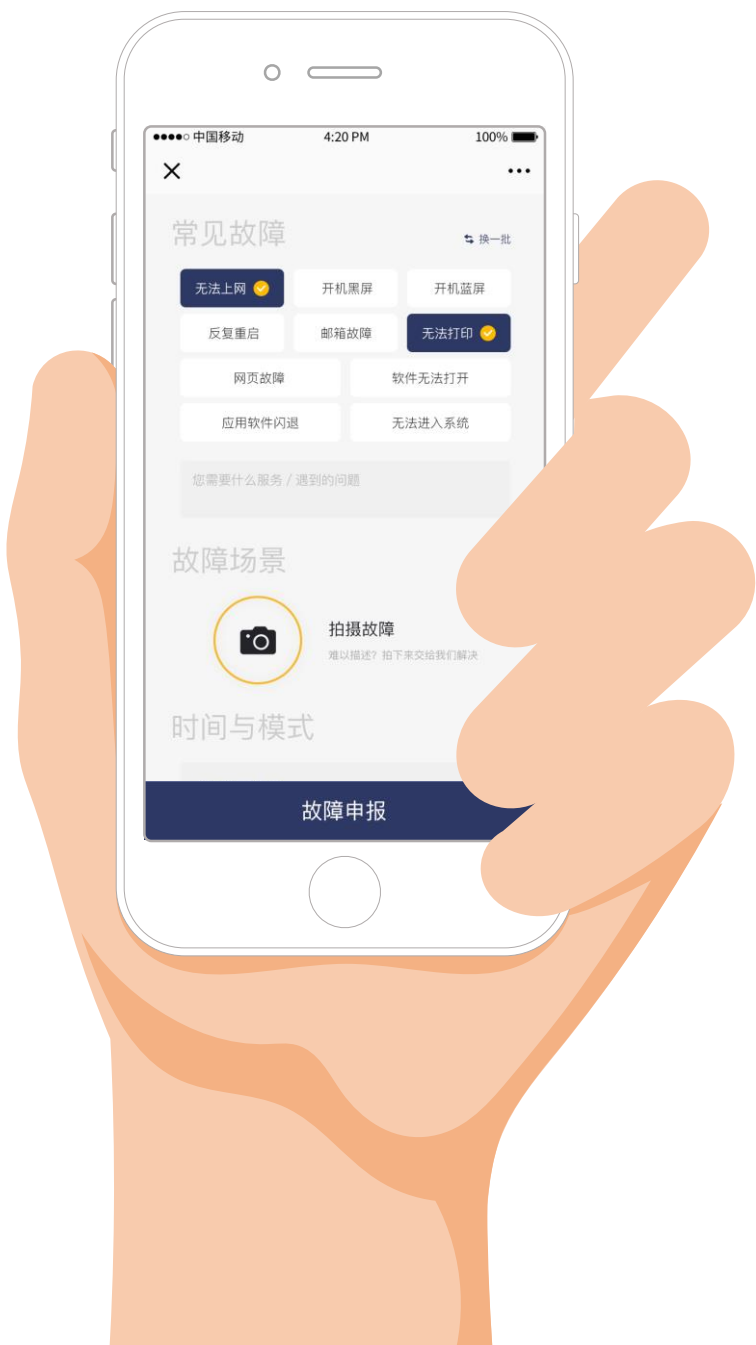 中国移动 4:20 PM 100%
常见故障 换一批
无法上网 开机黑屏 开机蓝屏
反复重启 邮箱故障 无法打印
网页故障 软件无法打开
应用软件闪退 无法进入系统
您需要什么服务 / 遇到的问题
故障场景
拍摄故障
难以描述？拍下来交给我们解决
时间与模式
故障申报